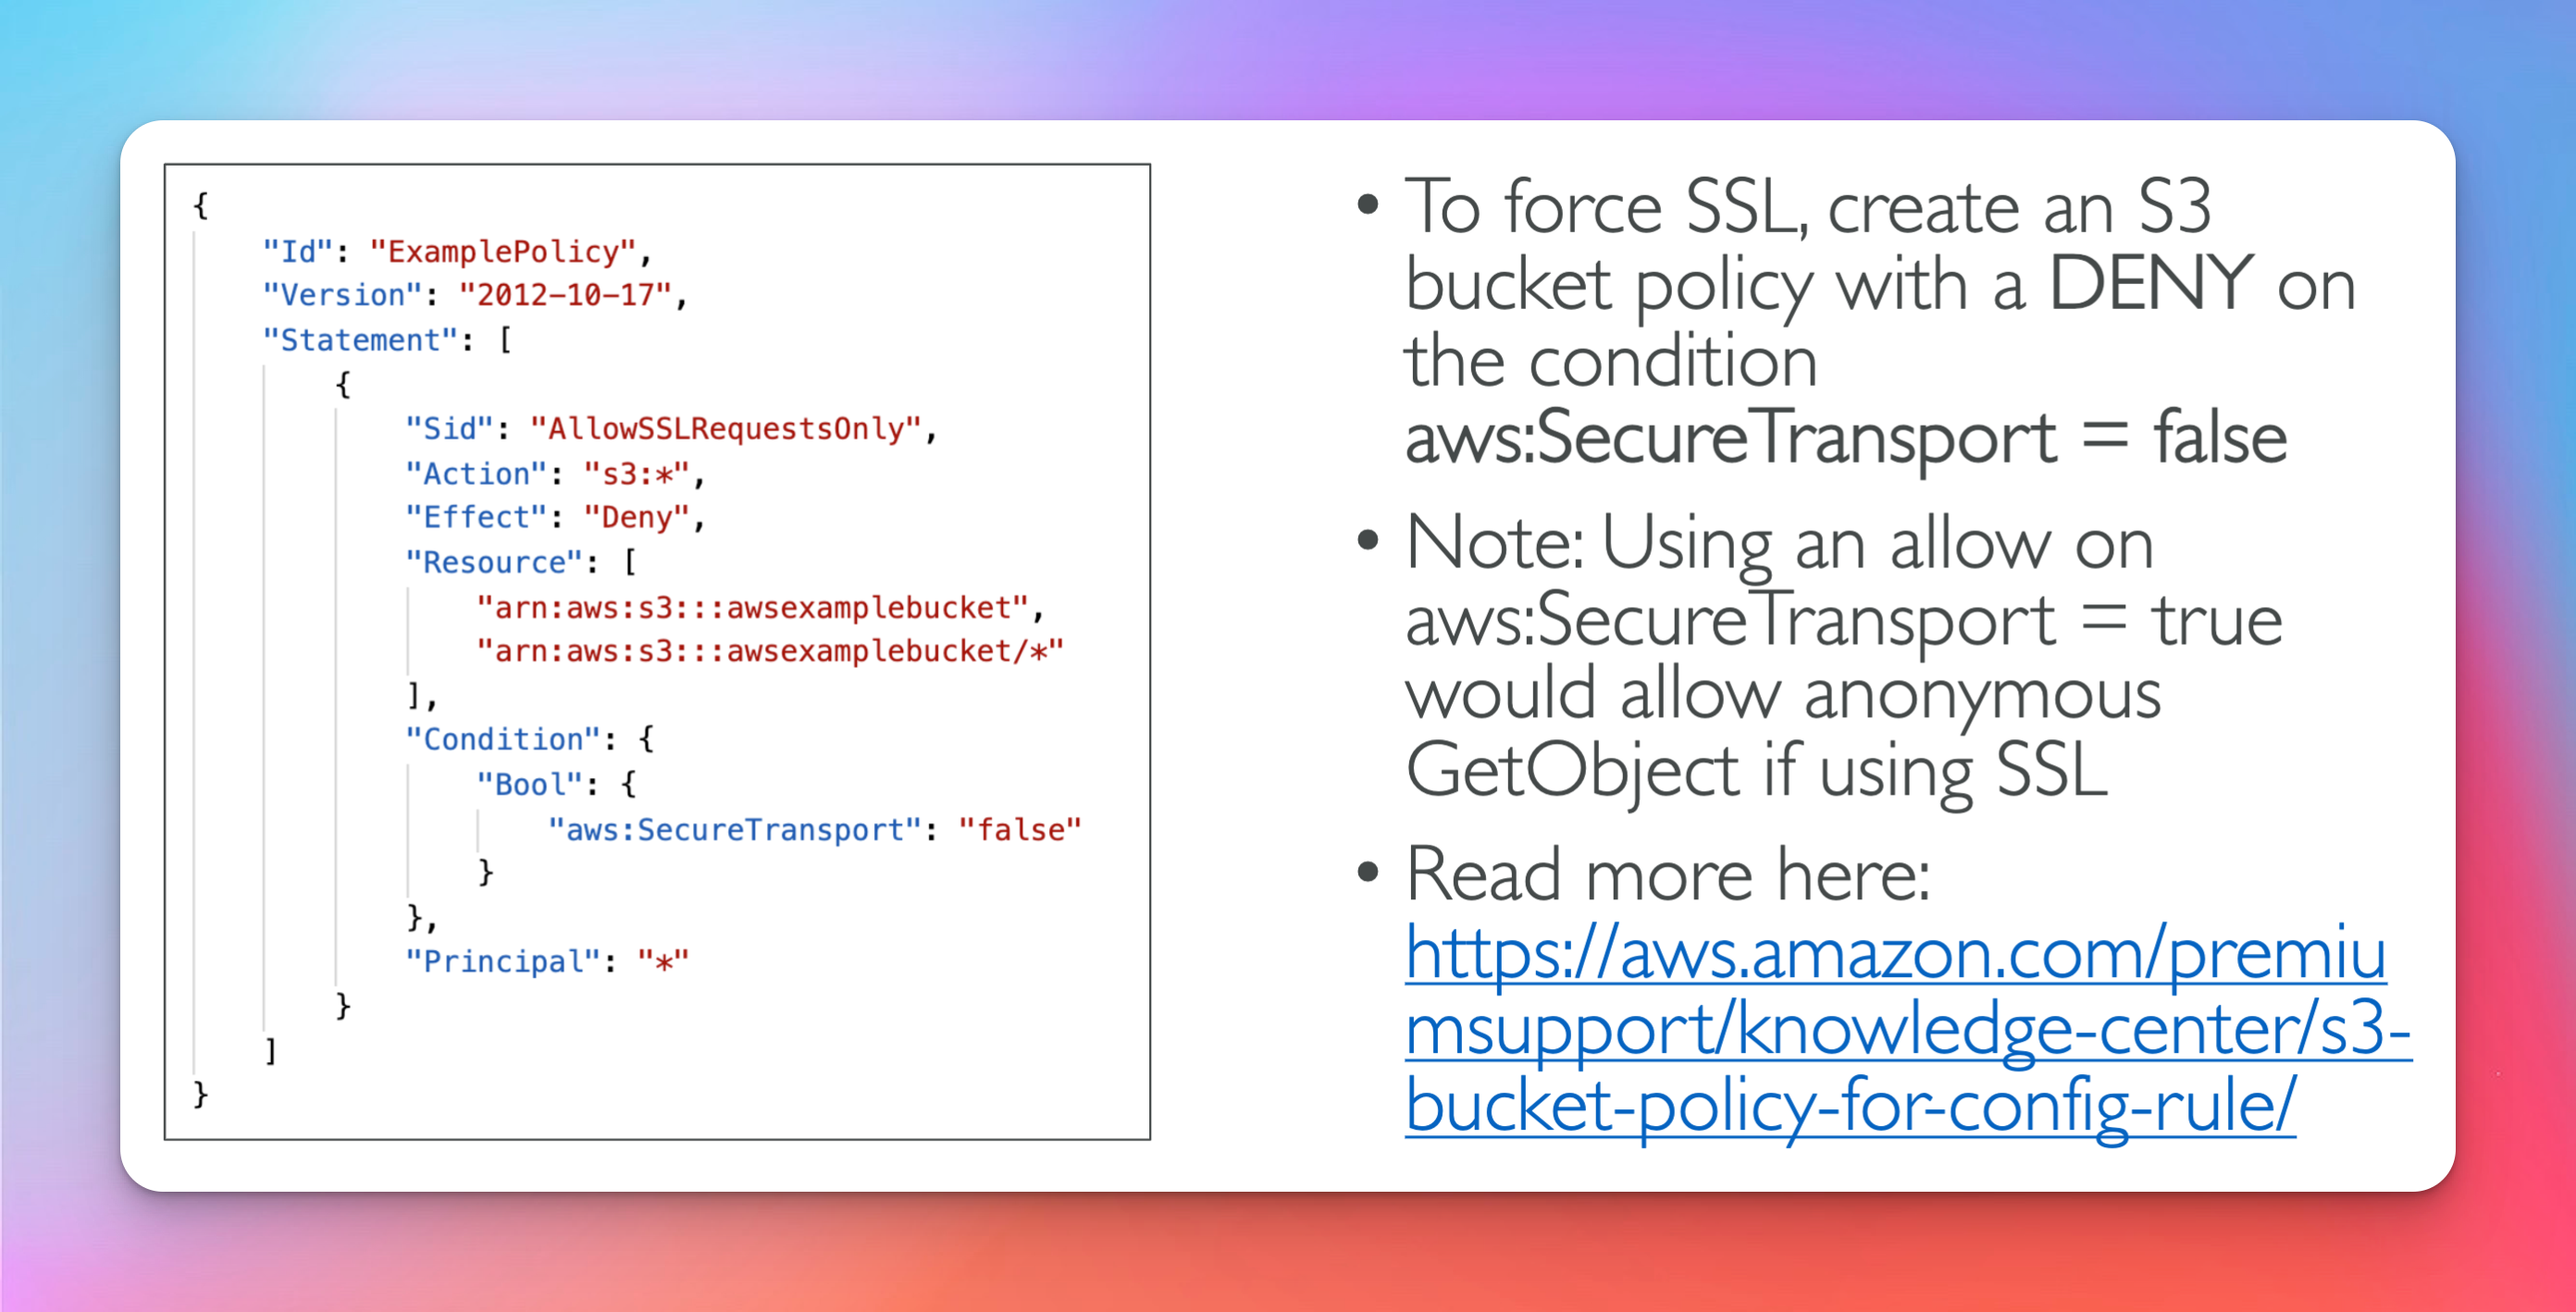 {
"Id": "ExamplePolicy",
"Version": "2012-10-17",
"Statement": [
{
"Sid": "AllowSSLRequestsOnly",
"Action": "s3:*",
"Effect": "Deny",
"Resource": [
"arn:aws:s3:::awsexamplebucket",
"arn:aws:s3:::awsexamplebucket/*"
],
"Condition": {
"Bool": {
"aws:SecureTransport": "false"
}
},
"Principal": "*"
}
]
}
• To force SSL, create an S3
bucket policy with a DENY on
the condition
aws:SecureTransport = false
• Note: Using an allow on
aws:SecureTransport = true
would allow anonymous
GetObject if using SSL
• Read more here:
https://aws.amazon.com/premiu
msupport/knowledge-center/s3-
bucket-policy-for-config-rule/